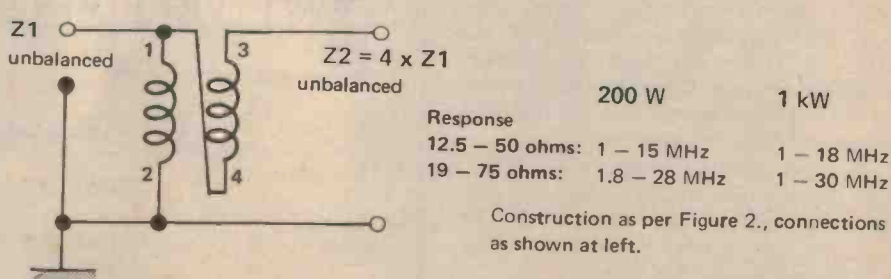 Z1
unbalanced
1
2
3
4
Z2 = 4 x Z1
unbalanced
200 W 1 kW
Response
12.5 – 50 ohms: 1 – 15 MHz 1 – 18 MHz
19 – 75 ohms: 1.8 – 28 MHz 1 – 30 MHz
Construction as per Figure 2., connections
as shown at left.